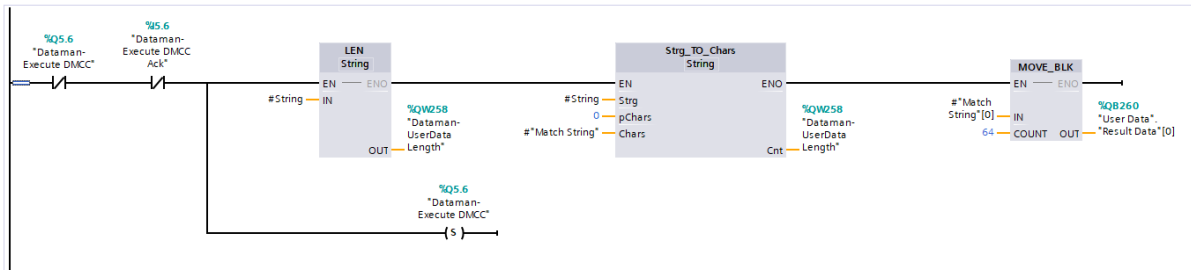 %Q5.6
"Dataman-
Execute DMCC"
%I5.6
"Dataman-
Execute DMCC
Ack"
LEN
String
EN
ENO
#String
IN
OUT
%QW258
"Dataman-
UserData
Length"
Strg_TO_Chars
String
EN
ENO
#String
Strg
0
pChars
#"Match String"
Chars
Cnt
%QW258
"Dataman-
UserData
Length"
MOVE_BLK
EN
ENO
#"Match
String"[0]
IN
64
COUNT
OUT
%QB260
"User Data".
"Result Data"[0]
%Q5.6
"Dataman-
Execute DMCC"
S